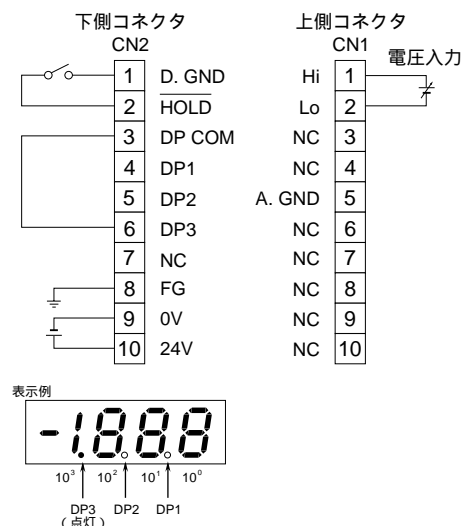 下側コネクタ 上側コネクタ
CN2 CN1
電圧入力
1 D. GND Hi 1
2 HOLD Lo 2
3 DP COM NC 3
4 DP1 NC 4
5 DP2 A. GND 5
6 DP3 NC 6
7 NC NC 7
8 FG NC 8
9 0V NC 9
10 24V NC 10
表示例
-1.888
10³ 10² 10¹ 10⁰
DP3 DP2 DP1
(点灯)